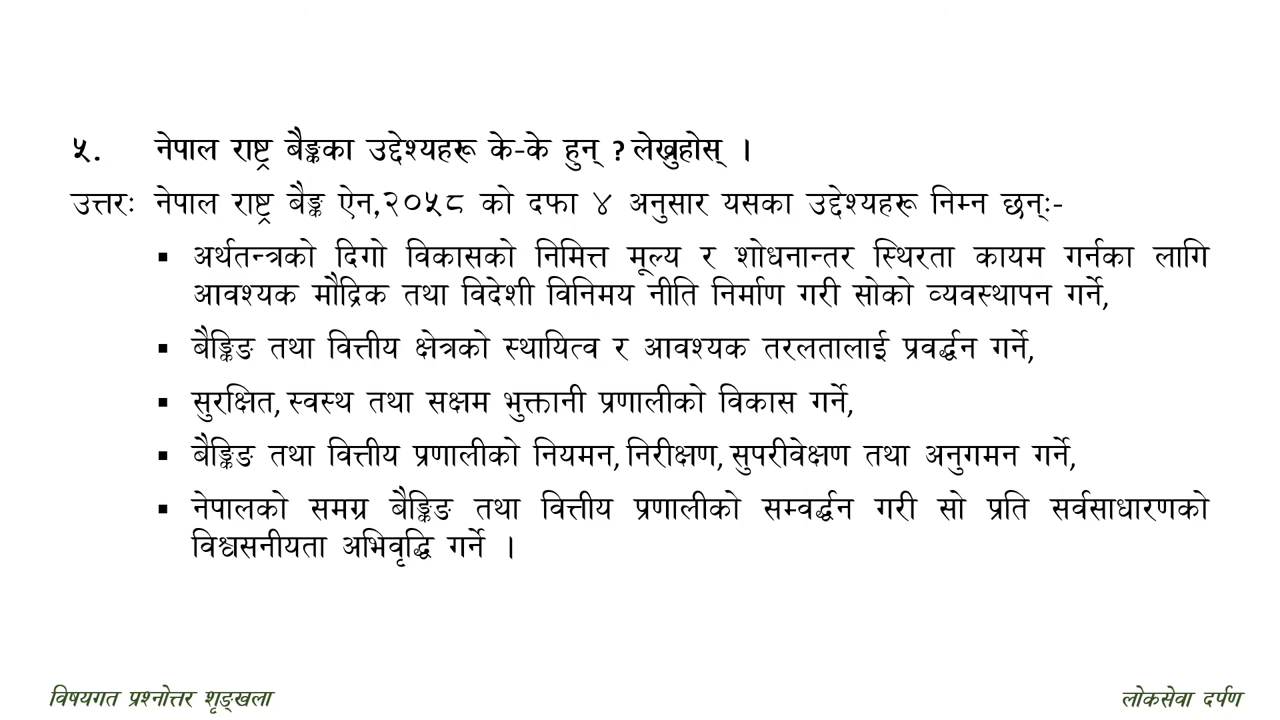 ५. नेपाल राष्ट्र बैङ्कका उद्देश्यहरू के-के हुन् ? लेख्नुहोस् ।
उत्तरः नेपाल राष्ट्र बैङ्क ऐन,२०५८ को दफा ४ अनुसार यसका उद्देश्यहरू निम्न छन्ः-
▪ अर्थतन्त्रको दिगो विकासको निमित्त मूल्य र शोधनान्तर स्थिरता कायम गर्नका लागि
आवश्यक मौद्रिक तथा विदेशी विनिमय नीति निर्माण गरी सोको व्यवस्थापन गर्ने,
▪ बैङ्किङ तथा वित्तीय क्षेत्रको स्थायित्व र आवश्यक तरलतालाई प्रवर्द्धन गर्ने,
▪ सुरक्षित, स्वस्थ तथा सक्षम भुक्तानी प्रणालीको विकास गर्ने,
▪ बैङ्किङ तथा वित्तीय प्रणालीको नियमन, निरीक्षण, सुपरीवेक्षण तथा अनुगमन गर्ने,
▪ नेपालको समग्र बैङ्किङ तथा वित्तीय प्रणालीको सम्वर्द्धन गरी सो प्रति सर्वसाधारणको
विश्वसनीयता अभिवृद्धि गर्ने ।
विषयगत प्रश्नोत्तर शृङ्खला
लोकसेवा दर्पण